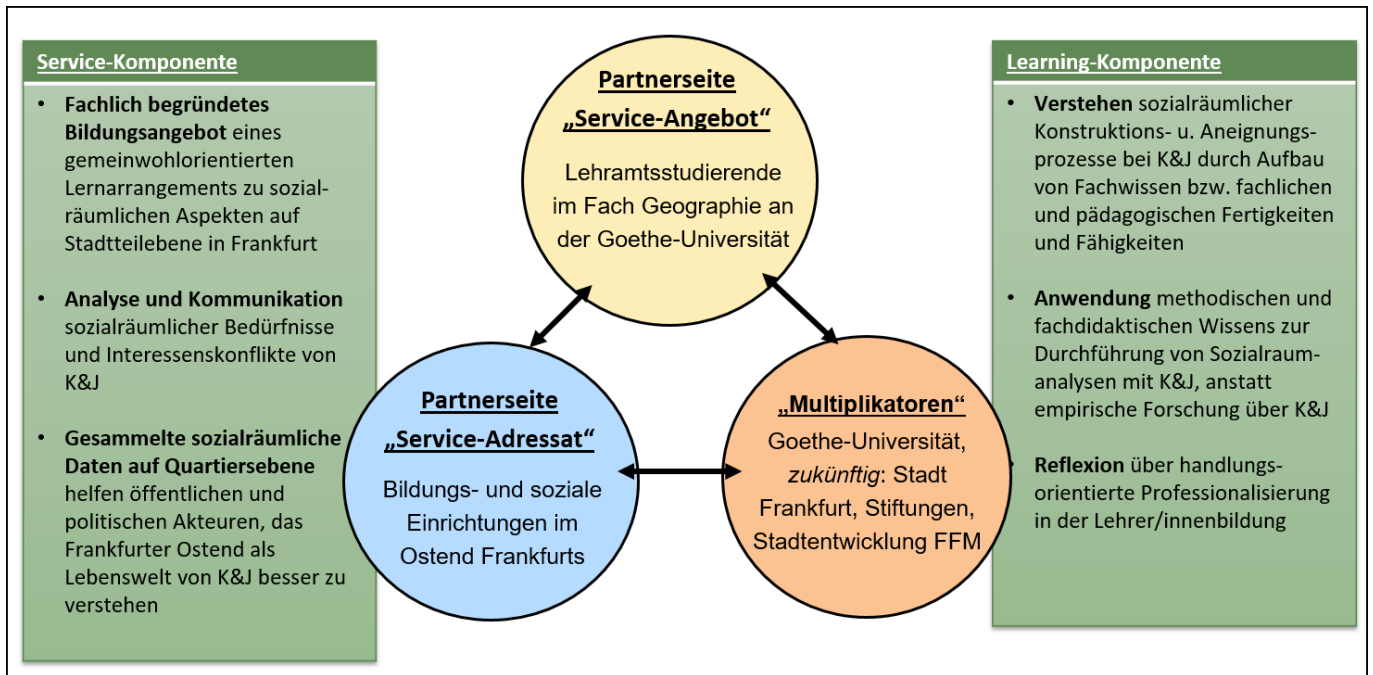 Service-Komponente
• Fachlich begründetes
Bildungsangebot eines
gemeinwohlorientierten
Lernarrangements zu sozial-
räumlichen Aspekten auf
Stadtteilebene in Frankfurt
• Analyse und Kommunikation
sozialräumlicher Bedürfnisse
und Interessenskonflikte von
K&J
• Gesammelte sozialräumliche
Daten auf Quartiersebene
helfen öffentlichen und
politischen Akteuren, das
Frankfurter Ostend als
Lebenswelt von K&J besser zu
verstehen
Partnerseite
„Service-Angebot“
Lehramtsstudierende
im Fach Geographie an
der Goethe-Universität
Partnerseite
„Service-Adressat“
Bildungs- und soziale
Einrichtungen im
Ostend Frankfurts
„Multiplikatoren“
Goethe-Universität,
zukünftig: Stadt
Frankfurt, Stiftungen,
Stadtentwicklung FFM
Learning-Komponente
• Verstehen sozialräumlicher
Konstruktions- u. Aneignungs-
prozesse bei K&J durch Aufbau
von Fachwissen bzw. fachlichen
und pädagogischen Fertigkeiten
und Fähigkeiten
• Anwendung methodischen und
fachdidaktischen Wissens zur
Durchführung von Sozialraum-
analysen mit K&J, anstatt
empirische Forschung über K&J
• Reflexion über handlungs-
orientierte Professionalisierung
in der Lehrer/innenbildung